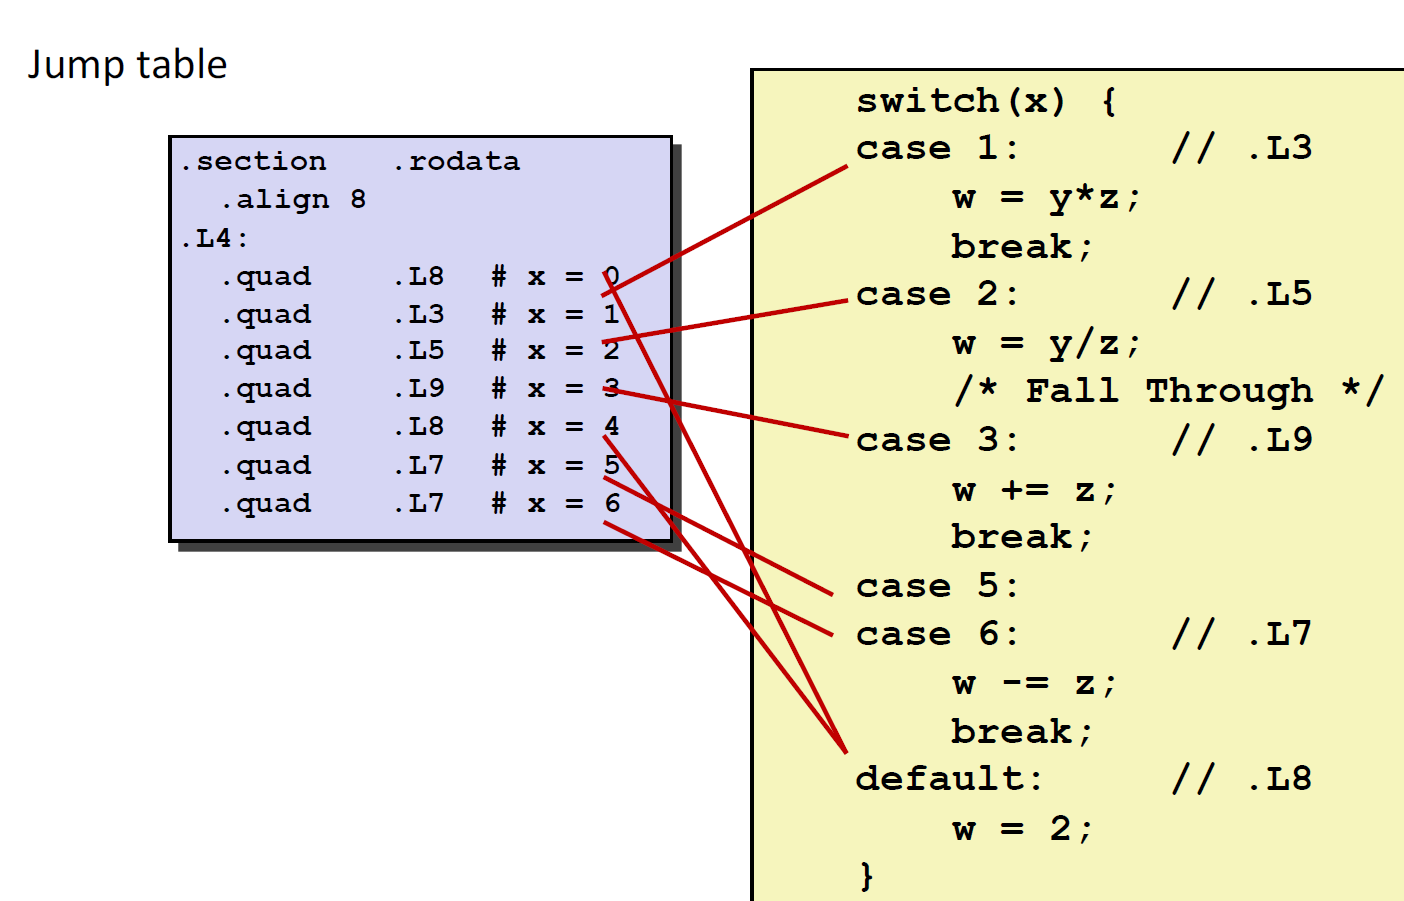 Jump table
.section    .rodata
  .align 8
.L4:
  .quad     .L8   # x = 0
  .quad     .L3   # x = 1
  .quad     .L5   # x = 2
  .quad     .L9   # x = 3
  .quad     .L8   # x = 4
  .quad     .L7   # x = 5
  .quad     .L7   # x = 6
switch(x) {
case 1:      // .L3
    w = y*z;
    break;
case 2:      // .L5
    w = y/z;
    /* Fall Through */
case 3:      // .L9
    w += z;
    break;
case 5:
case 6:      // .L7
    w -= z;
    break;
default:     // .L8
    w = 2;
}